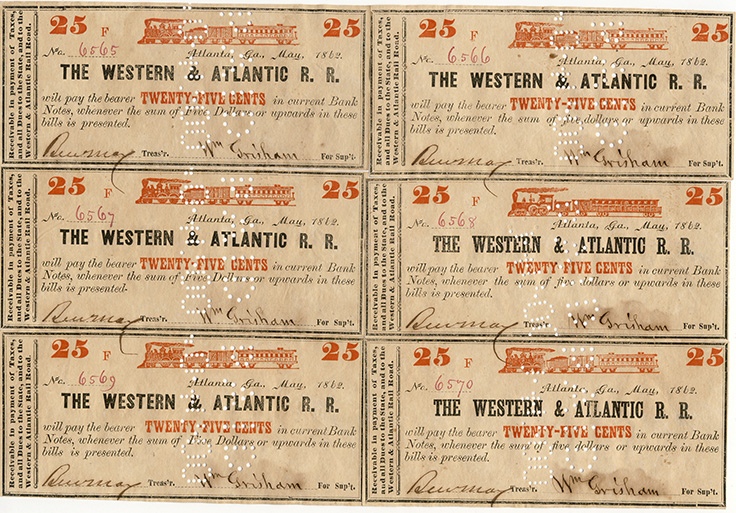 Receivable in payment of Taxes,
and all Dues to the State, and to the
Western & Atlantic Rail Road.
25 F 25
No. 6565 Atlanta, Ga., May, 1862.
THE WESTERN & ATLANTIC R. R.
will pay the bearer TWENTY-FIVE CENTS in current Bank
Notes, whenever the sum of Five Dollars or upwards in these
bills is presented.
Ben May Treas'r. Wm Grisham For Sup't.
Receivable in payment of Taxes,
and all Dues to the State, and to the
Western & Atlantic Rail Road.
25 F 25
No. 6566 Atlanta, Ga., May, 1862.
THE WESTERN & ATLANTIC R. R.
will pay the bearer TWENTY-FIVE CENTS in current Bank
Notes, whenever the sum of five Dollars or upwards in these
bills is presented.
Ben May Treas'r. Wm Grisham For Sup't.
Receivable in payment of Taxes,
and all Dues to the State, and to the
Western & Atlantic Rail Road.
25 F 25
No. 6567 Atlanta, Ga., May, 1862.
THE WESTERN & ATLANTIC R. R.
will pay the bearer TWENTY-FIVE CENTS in current Bank
Notes, whenever the sum of Five Dollars or upwards in these
bills is presented.
Ben May Treas'r. Wm Grisham For Sup't.
Receivable in payment of Taxes,
and all Dues to the State, and to the
Western & Atlantic Rail Road.
25 F 25
No. 6568 Atlanta, Ga., May, 1862.
THE WESTERN & ATLANTIC R. R.
will pay the bearer TWENTY FIVE CENTS in current Bank
Notes, whenever the sum of five dollars or upwards in these
bills is presented.
Ben May Treas'r. Wm Grisham For Sup't.
Receivable in payment of Taxes,
and all Dues to the State, and to the
Western & Atlantic Rail Road.
25 F 25
No. 6569 Atlanta, Ga., May, 1862.
THE WESTERN & ATLANTIC R. R.
will pay the bearer TWENTY-FIVE CENTS in current Bank
Notes, whenever the sum of Five Dollars or upwards in these
bills is presented.
Ben May Treas'r. Wm Grisham For Sup't.
Receivable in payment of Taxes,
and all Dues to the State, and to the
Western & Atlantic Rail Road.
25 F 25
No. 6570 Atlanta, Ga., May, 1862.
THE WESTERN & ATLANTIC R. R.
will pay the bearer TWENTY-FIVE CENTS in current Bank
Notes, whenever the sum of five dollars or upwards in these
bills is presented.
Ben May Treas'r. Wm Grisham For Sup't.